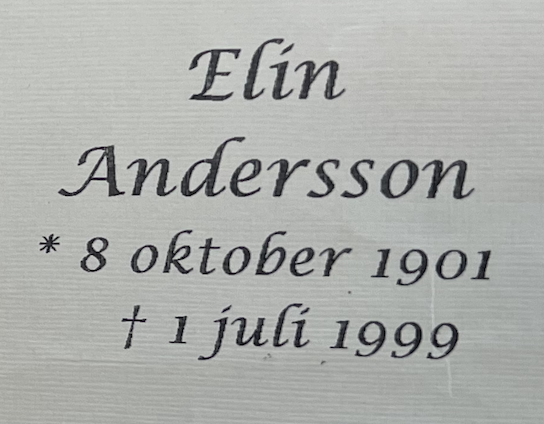 Elin
Andersson
* 8 oktober 1901
† 1 juli 1999